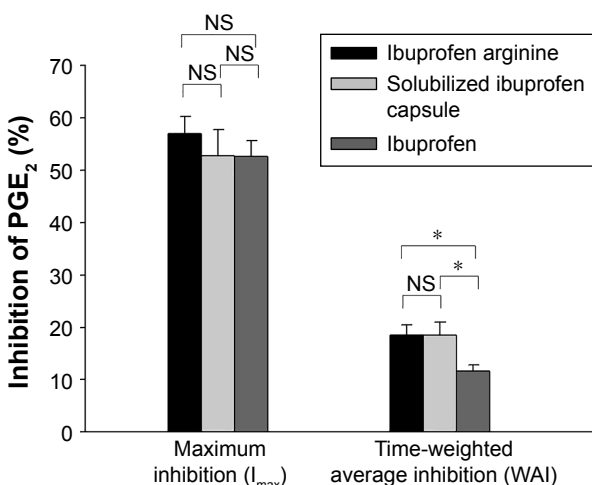 NS
NS
NS
Ibuprofen arginine
Solubilized ibuprofen
capsule
Ibuprofen
Inhibition of PGE₂ (%)
70
60
50
40
30
20
10
0
*
*
NS
Maximum
inhibition (Iₘₐₓ)
Time-weighted
average inhibition (WAI)